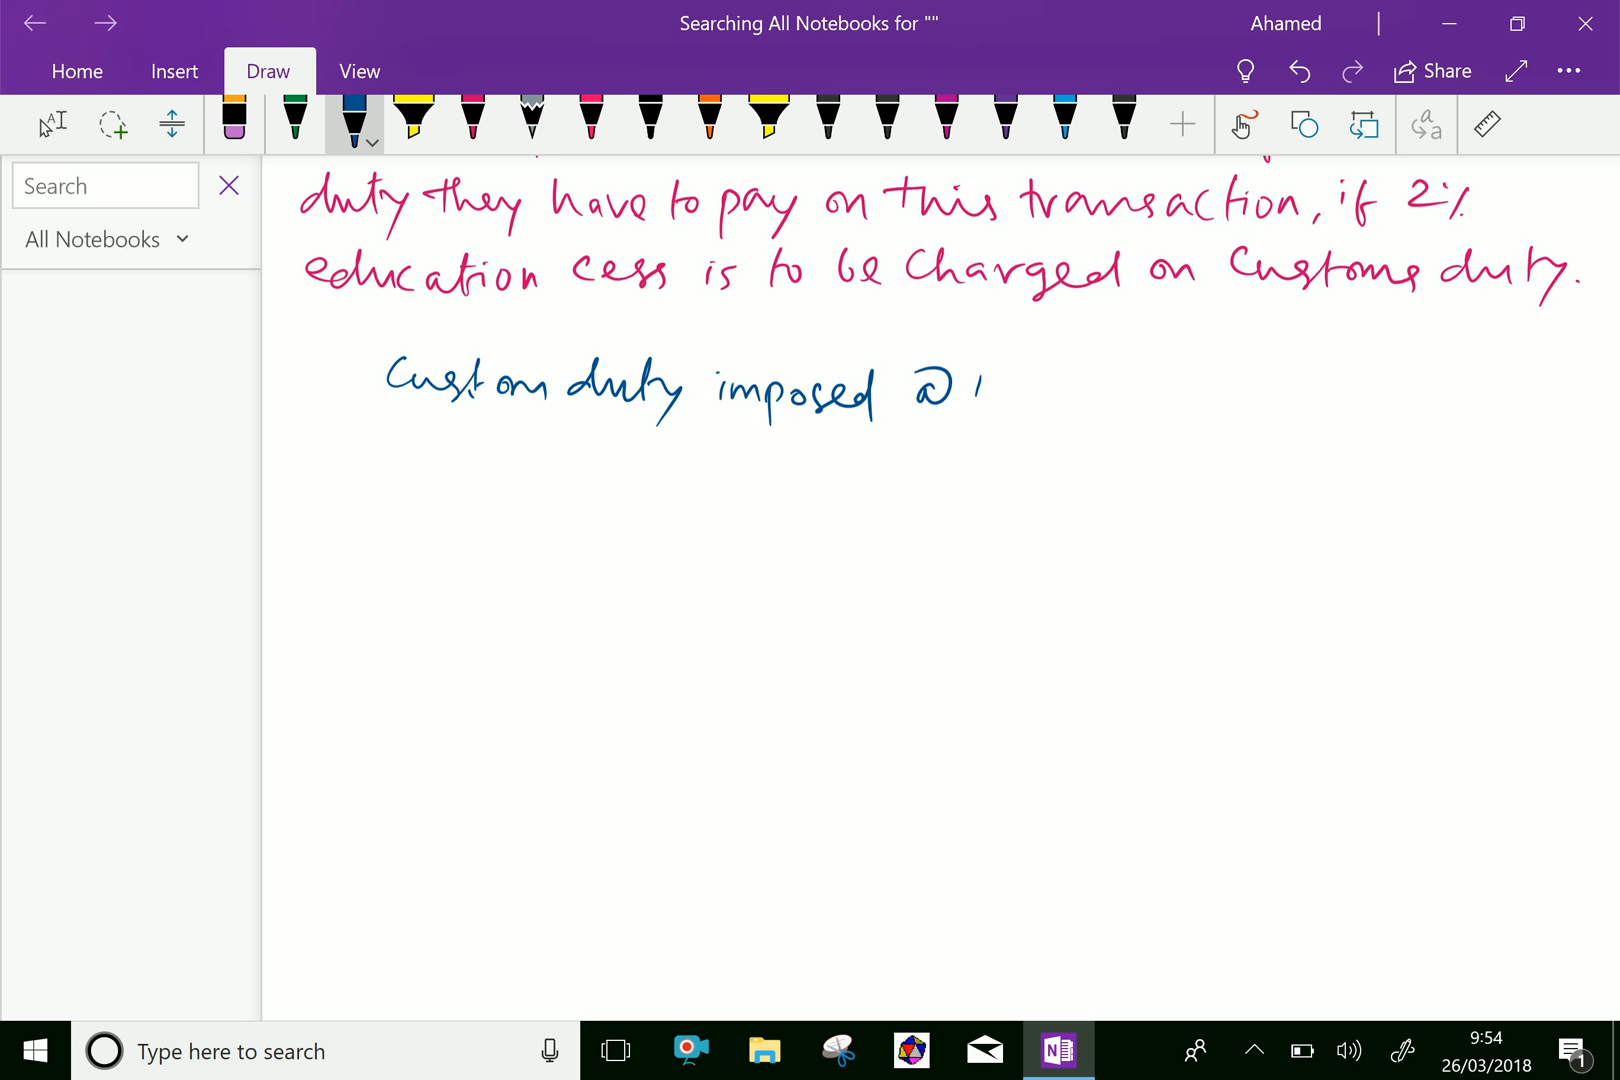 Searching All Notebooks for ""
Ahamed
Home Insert Draw View
Share
Search
All Notebooks
duty they have to pay on this transaction, if 2%
education cess is to be charged on Customs duty.
Custom duty imposed @
Type here to search
9:54
26/03/2018
1